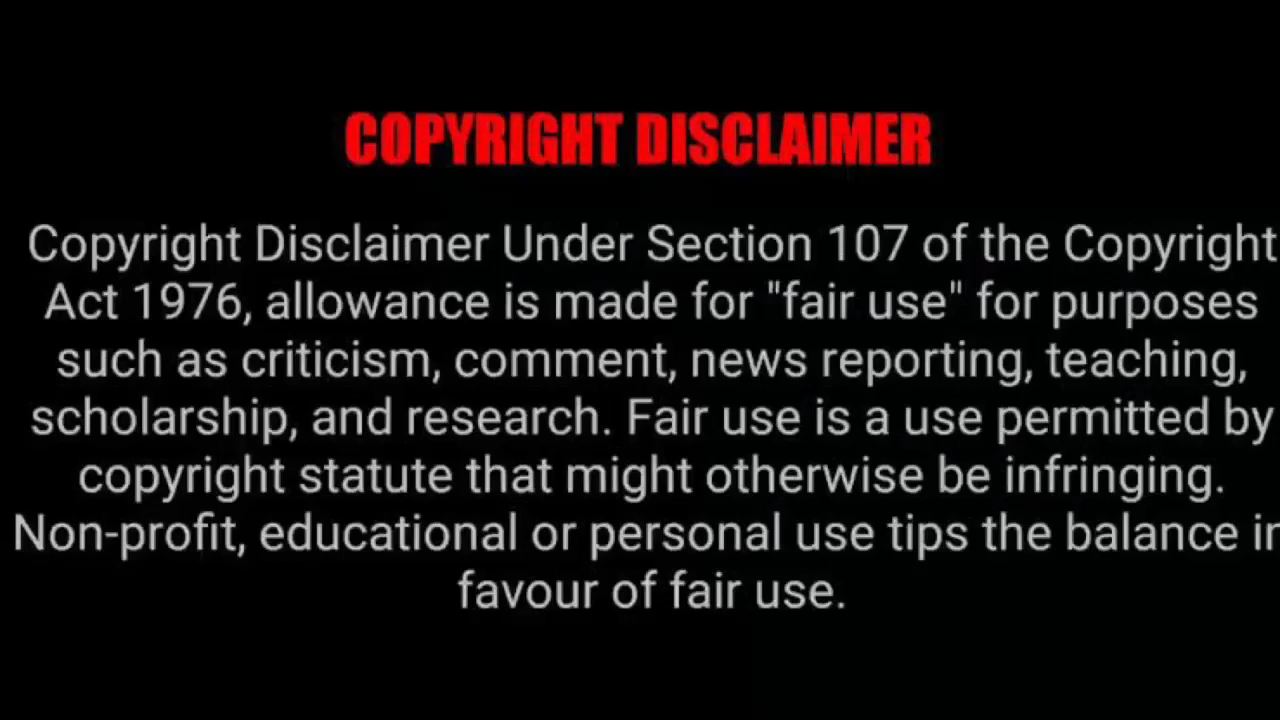 COPYRIGHT DISCLAIMER
Copyright Disclaimer Under Section 107 of the Copyright
Act 1976, allowance is made for "fair use" for purposes
such as criticism, comment, news reporting, teaching,
scholarship, and research. Fair use is a use permitted by
copyright statute that might otherwise be infringing.
Non-profit, educational or personal use tips the balance in
favour of fair use.